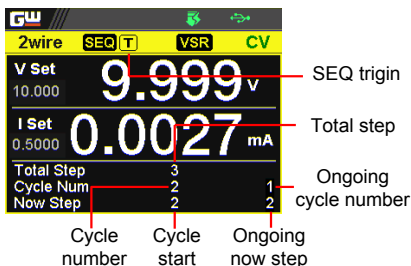 GW
2wire SEQ T VSR CV
V Set
10.000
9.999 V
I Set
0.5000
0.0027 mA
Total Step 3
Cycle Num 2 1
Now Step 2 2
SEQ trigin
Total step
Ongoing
cycle number
Cycle
number
Cycle
start
Ongoing
now step